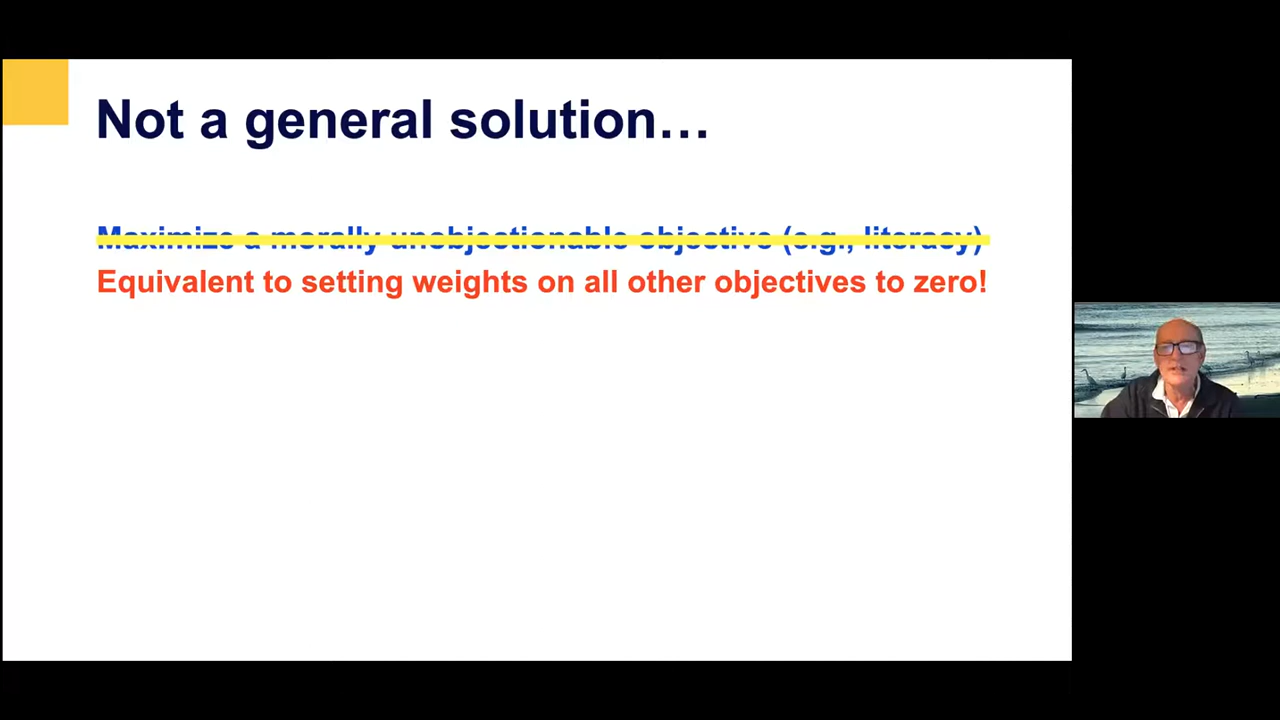 Not a general solution…
Maximize a morally unobjectionable objective (e.g., literacy)
Equivalent to setting weights on all other objectives to zero!